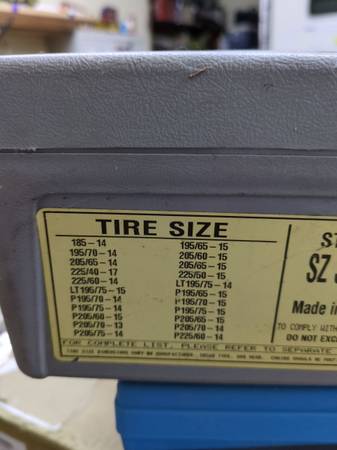 TIRE SIZE
185-14 195/65-15
195/70-14 205/60-15
205/65-14 205/65-15
225/40-17 225/50-15
225/60-14 LT195/75-14
LT195/75-15 P195/65-15
P195/70-14 P195/70-15
P195/75-14 P195/75-15
P205/60-15 P205/65-15
P205/70-13 P205/70-14
P205/75-14 P225/60-14
FOR COMPLETE LIST, PLEASE REFER TO SEPARATE
SZ
Made in
TO COMPLY WITH
DO NOT EXC